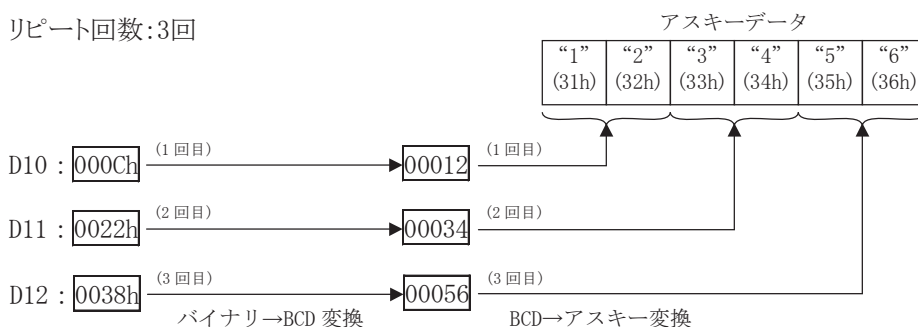 リピート回数:3回
アスキーデータ
“1” “2” “3” “4” “5” “6”
(31h) (32h) (33h) (34h) (35h) (36h)
D10 : 000Ch (1 回目) 00012 (1 回目)
D11 : 0022h (2 回目) 00034 (2 回目)
D12 : 0038h (3 回目) 00056 (3 回目)
バイナリ→BCD 変換 BCD→アスキー変換